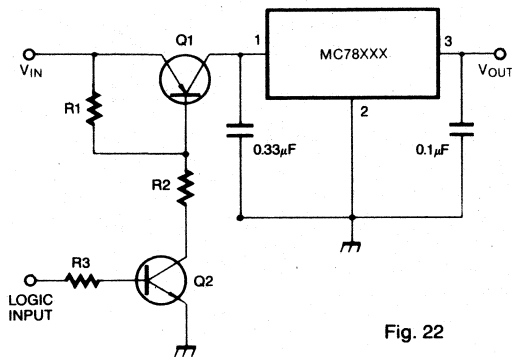 Q1
1
MC78XXX
3
VIN
VOUT
R1
2
0.33µF
0.1µF
R2
R3
Q2
LOGIC
INPUT
Fig. 22